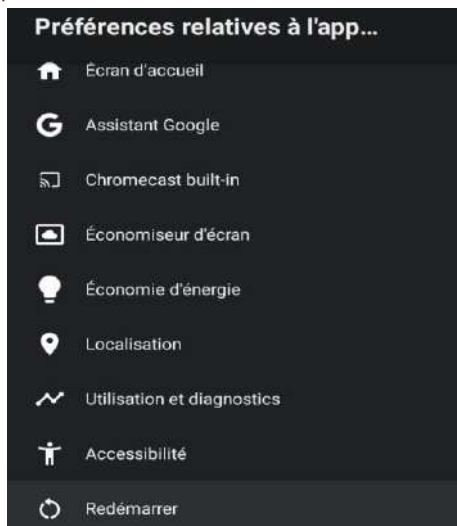 Préférences relatives à l'app...
Écran d'accueil
Assistant Google
Chromecast built-in
Économiseur d'écran
Économie d'énergie
Localisation
Utilisation et diagnostics
Accessibilité
Redémarrer